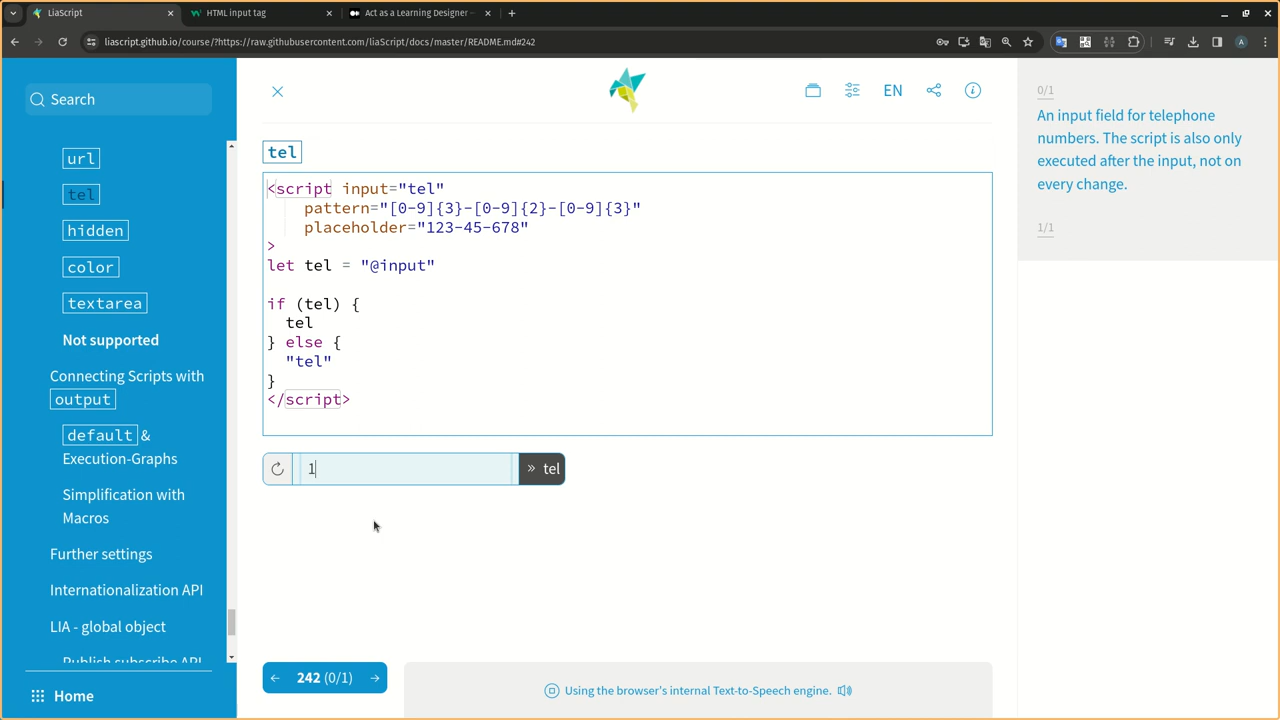 LiaScript
HTML input tag
Act as a Learning Designer
liascript.github.io/course/?https://raw.githubusercontent.com/liaScript/docs/master/README.md#242
A
Search
url
tel
hidden
color
textarea
Not supported
Connecting Scripts with
output
default &
Execution-Graphs
Simplification with
Macros
Further settings
Internationalization API
LIA - global object
Publish subscribe API
Home
EN
tel
<script input="tel"
pattern="[0-9]{3}-[0-9]{2}-[0-9]{3}"
placeholder="123-45-678"
>
let tel = "@input"
if (tel) {
tel
} else {
"tel"
}
</script>
1
» tel
← 242 (0/1) →
Using the browser's internal Text-to-Speech engine.
0/1
An input field for telephone
numbers. The script is also only
executed after the input, not on
every change.
1/1